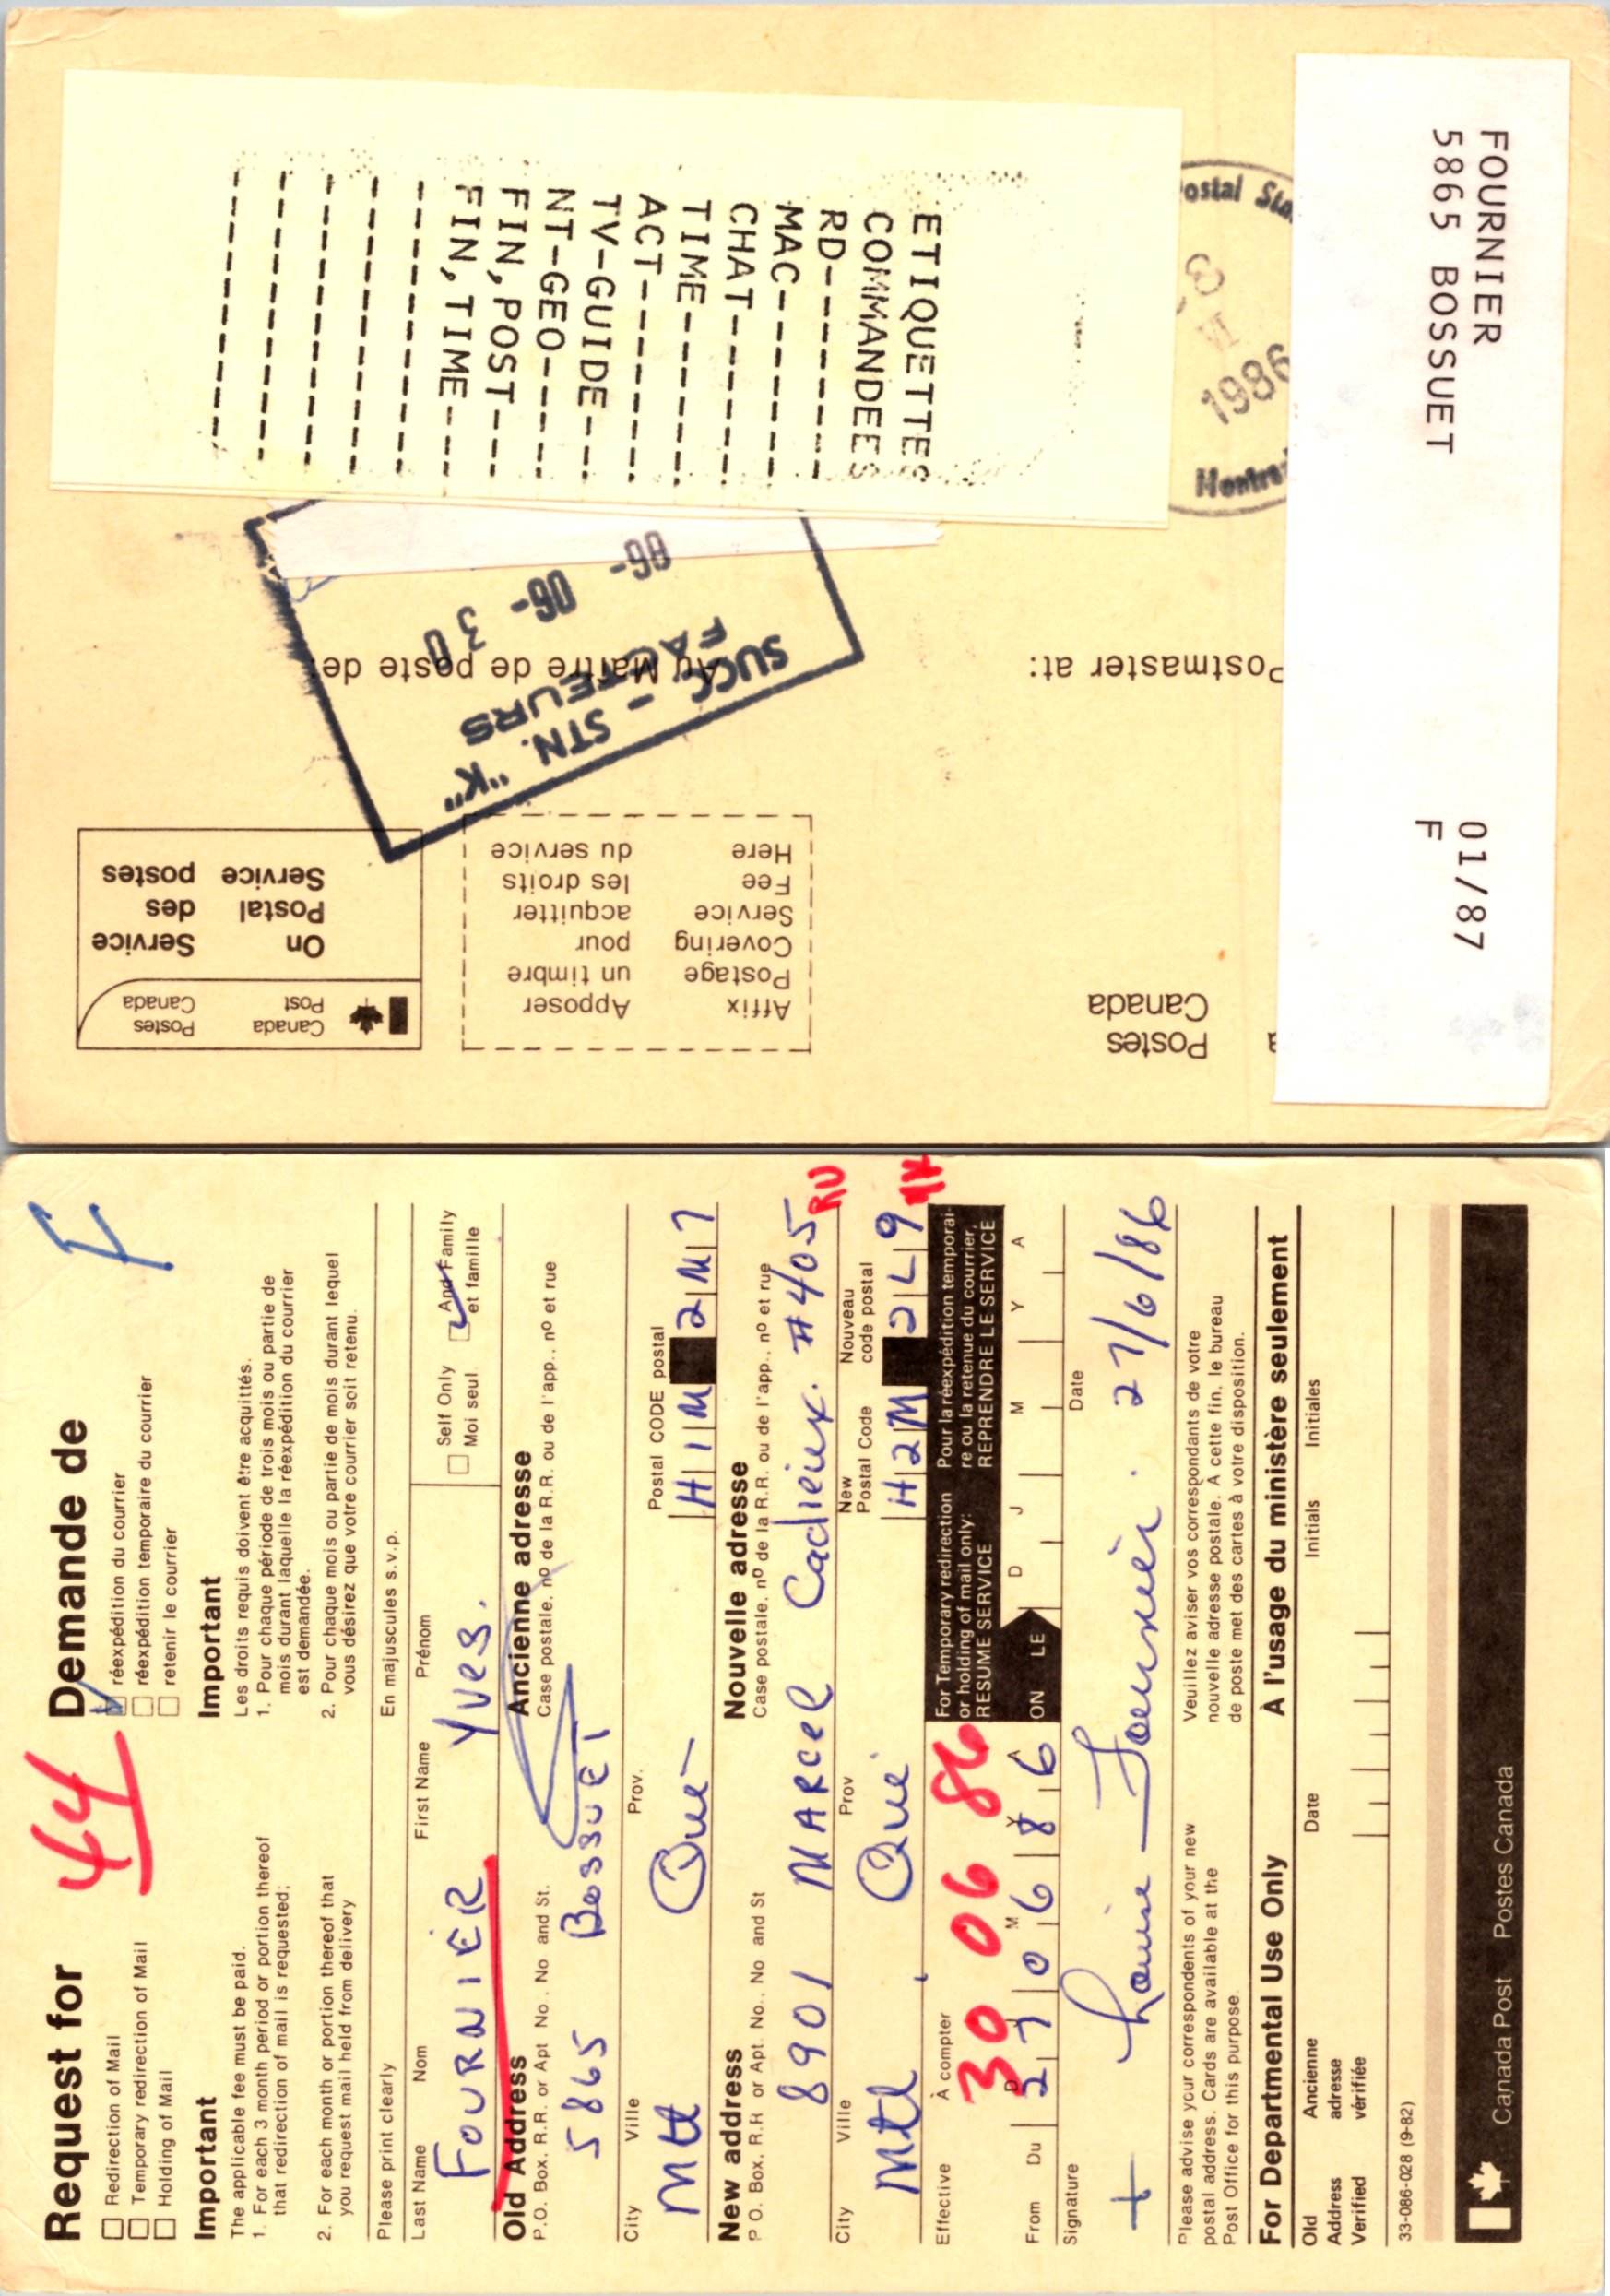 FOURNIER
5865 BOSSUET
01/87
F
ETIQUETTES
COMMANDEES
RD-------
MAC------
CHAT-----
TIME-----
ACT------
TV-GUIDE---
NT-GEO----
FIN,POST---
FIN,TIME---
ostal Sta
VI
1986
Montreal
SUCC. - STN. "K"
FACTEURS
86- 06- 30
Postmaster at:
Au Maître de poste de:
Postes
Canada
Affix
Postage
Covering
Service
Fee
Here
Apposer
un timbre
pour
acquitter
les droits
du service
Canada
Post
Postes
Canada
On
Postal
Service
Service
des
postes
Request for
44
Demande de
F
Redirection of Mail
Temporary redirection of Mail
Holding of Mail
réexpédition du courrier
réexpédition temporaire du courrier
retenir le courrier
Important
The applicable fee must be paid.
1. For each 3 month period or portion thereof
that redirection of mail is requested;
2. For each month or portion thereof that
you request mail held from delivery
Important
Les droits requis doivent être acquittés.
1. Pour chaque période de trois mois ou partie de
mois durant laquelle la réexpédition du courrier
est demandée.
2. Pour chaque mois ou partie de mois durant lequel
vous désirez que votre courrier soit retenu.
Please print clearly
En majuscules s.v.p.
Last Name Nom First Name Prénom
FOURNIER Yves.
Self Only
Moi seul
And Family
et famille
Old Address Ancienne adresse
P.O. Box. R.R. or Apt No., No and St. Case postale. nº de la R.R. ou de l'app., nº et rue
5865 Bossuet
City Ville Prov. Postal CODE postal
Mtl Qué H1M 2M7
New address Nouvelle adresse
P O. Box, R.R or Apt. No., No and St Case postale. nº de la R.R. ou de l'app., nº et rue
8901 MARCEL Cadieux. #405
RU
City Ville Prov New Postal Code Nouveau code postal
Mtl Qué H2M 2L9
Effective À compter
30 06 86
For Temporary redirection
or holding of mail only:
RESUME SERVICE
Pour la réexpédition temporai-
re ou la retenue du courrier,
REPRENDRE LE SERVICE
From Du D J M Y A
27 06 86
ON LE D J M Y A
Signature Date
+ Louise Fournier. 27/6/86
Please advise your correspondents of your new
postal address. Cards are available at the
Post Office for this purpose.
Veuillez aviser vos correspondants de votre
nouvelle adresse postale. A cette fin, le bureau
de poste met des cartes à votre disposition.
For Departmental Use Only À l'usage du ministère seulement
Old
Address
Verified
Ancienne
adresse
vérifiée
Date Initials Initiales
33-086-028 (9-82)
Canada Post Postes Canada